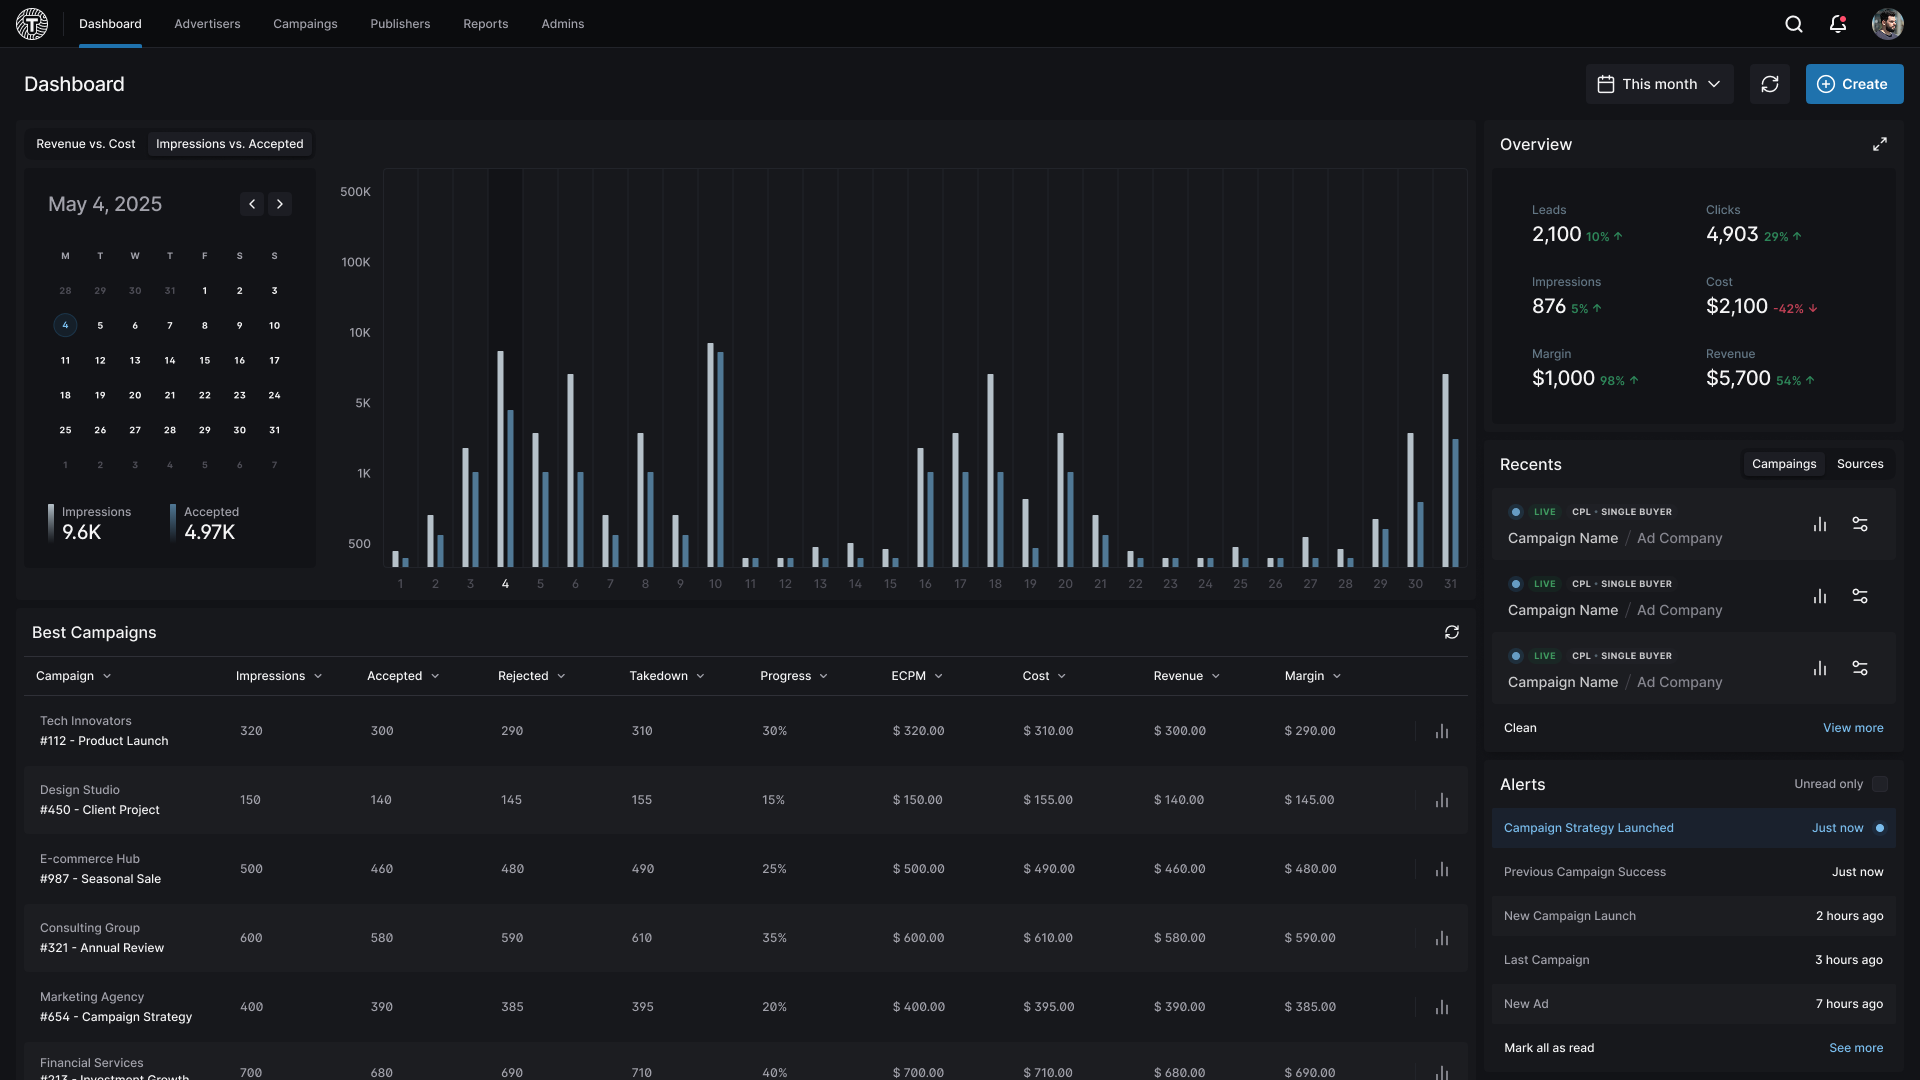 T
Dashboard Advertisers Campaings Publishers Reports Admins
Dashboard
This month Create
Revenue vs. Cost Impressions vs. Accepted
May 4, 2025
M T W T F S S
28 29 30 31 1 2 3
4 5 6 7 8 9 10
11 12 13 14 15 16 17
18 19 20 21 22 23 24
25 26 27 28 29 30 31
1 2 3 4 5 6 7
Impressions Accepted
9.6K 4.97K
500K
100K
10K
5K
1K
500
1 2 3 4 5 6 7 8 9 10 11 12 13 14 15 16 17 18 19 20 21 22 23 24 25 26 27 28 29 30 31
Overview
Leads Clicks
2,100 10% 4,903 29%
Impressions Cost
876 5% $2,100 -42%
Margin Revenue
$1,000 98% $5,700 54%
Recents Campaings Sources
LIVE CPL • SINGLE BUYER
Campaign Name / Ad Company
LIVE CPL • SINGLE BUYER
Campaign Name / Ad Company
LIVE CPL • SINGLE BUYER
Campaign Name / Ad Company
Clean View more
Alerts Unread only
Campaign Strategy Launched Just now
Previous Campaign Success Just now
New Campaign Launch 2 hours ago
Last Campaign 3 hours ago
New Ad 7 hours ago
Mark all as read See more
Best Campaigns
Campaign Impressions Accepted Rejected Takedown Progress ECPM Cost Revenue Margin
Tech Innovators
#112 - Product Launch 320 300 290 310 30% $ 320.00 $ 310.00 $ 300.00 $ 290.00
Design Studio
#450 - Client Project 150 140 145 155 15% $ 150.00 $ 155.00 $ 140.00 $ 145.00
E-commerce Hub
#987 - Seasonal Sale 500 460 480 490 25% $ 500.00 $ 490.00 $ 460.00 $ 480.00
Consulting Group
#321 - Annual Review 600 580 590 610 35% $ 600.00 $ 610.00 $ 580.00 $ 590.00
Marketing Agency
#654 - Campaign Strategy 400 390 385 395 20% $ 400.00 $ 395.00 $ 390.00 $ 385.00
Financial Services
#213 - Investment Growth 700 680 690 710 40% $ 700.00 $ 710.00 $ 680.00 $ 690.00